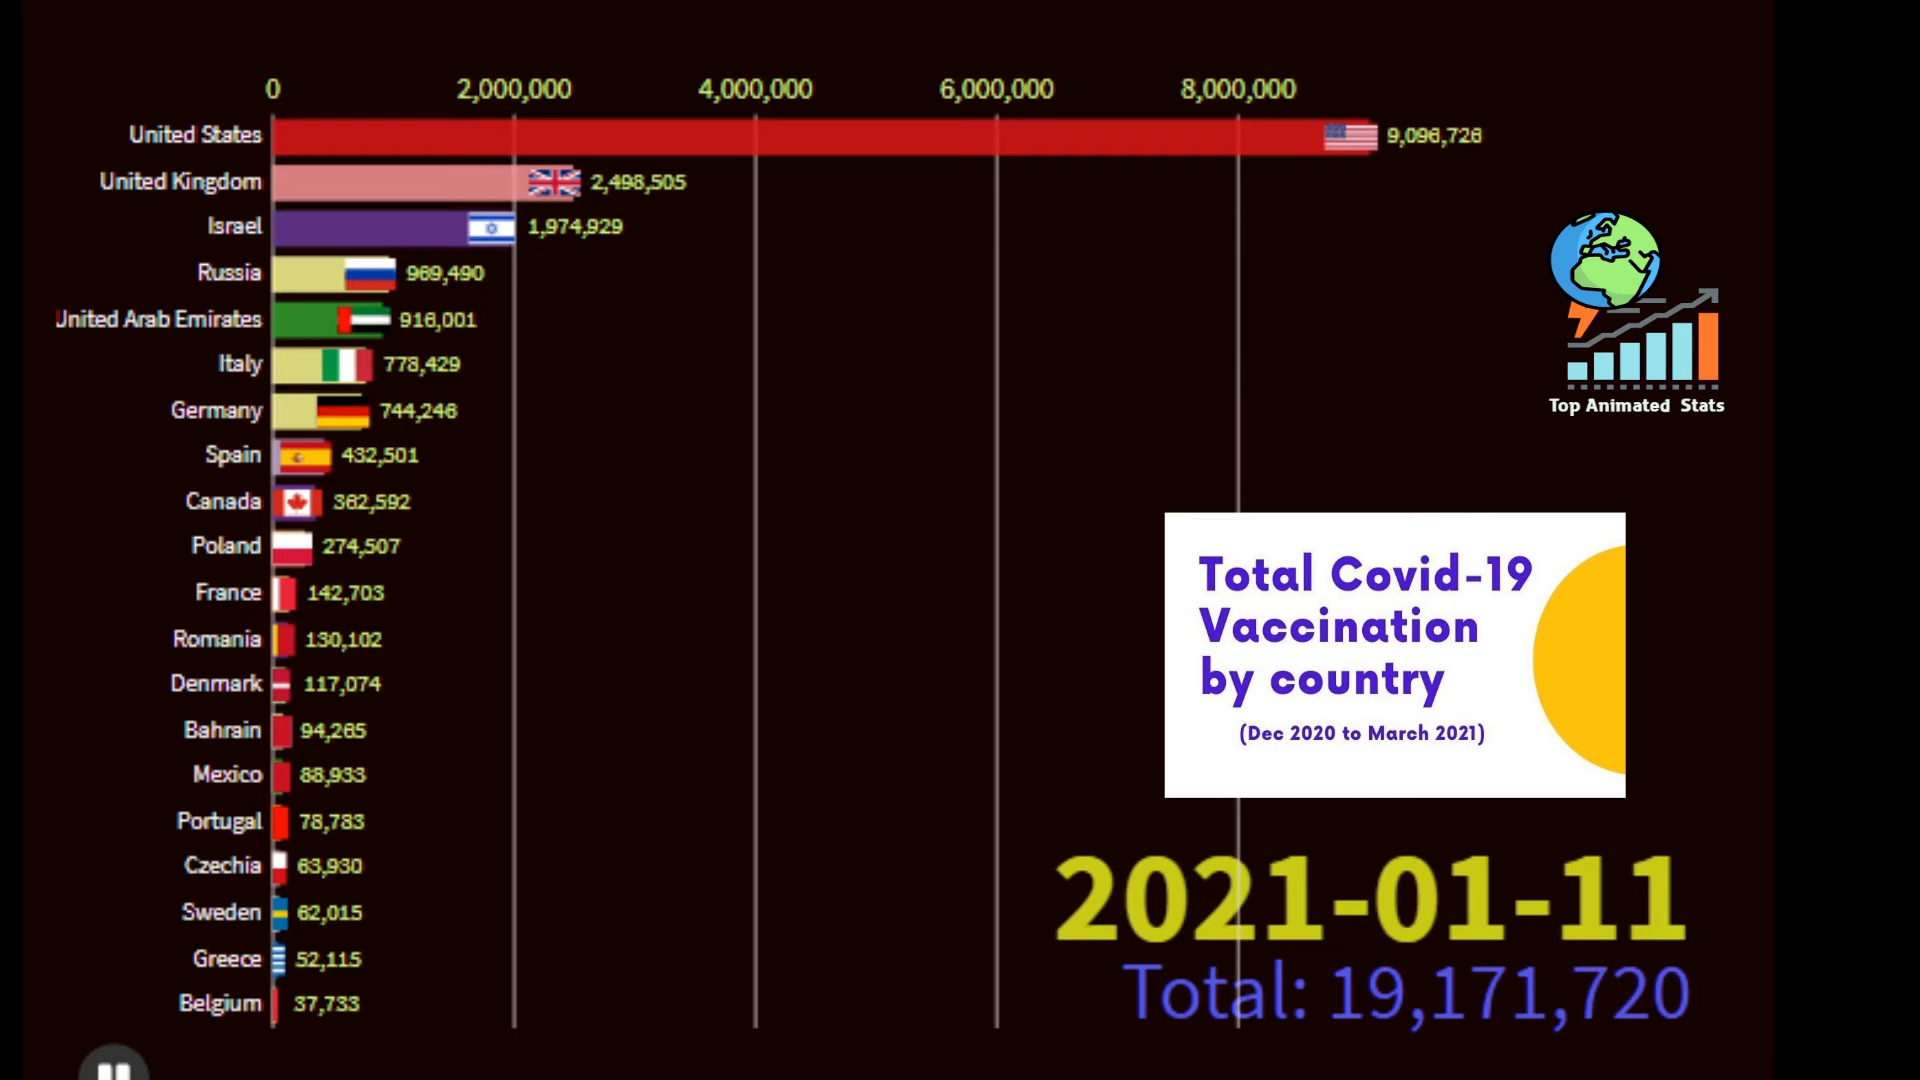 0 2,000,000 4,000,000 6,000,000 8,000,000
United States 9,096,726
United Kingdom 2,498,505
Israel 1,974,929
Russia 969,490
United Arab Emirates 916,001
Italy 773,429
Germany 744,246
Spain 432,501
Canada 362,592
Poland 274,507
France 142,703
Romania 130,102
Denmark 117,074
Bahrain 94,265
Mexico 88,933
Portugal 78,783
Czechia 63,930
Sweden 62,015
Greece 52,115
Belgium 37,733
Top Animated Stats
Total Covid-19
Vaccination
by country
(Dec 2020 to March 2021)
2021-01-11
Total: 19,171,720